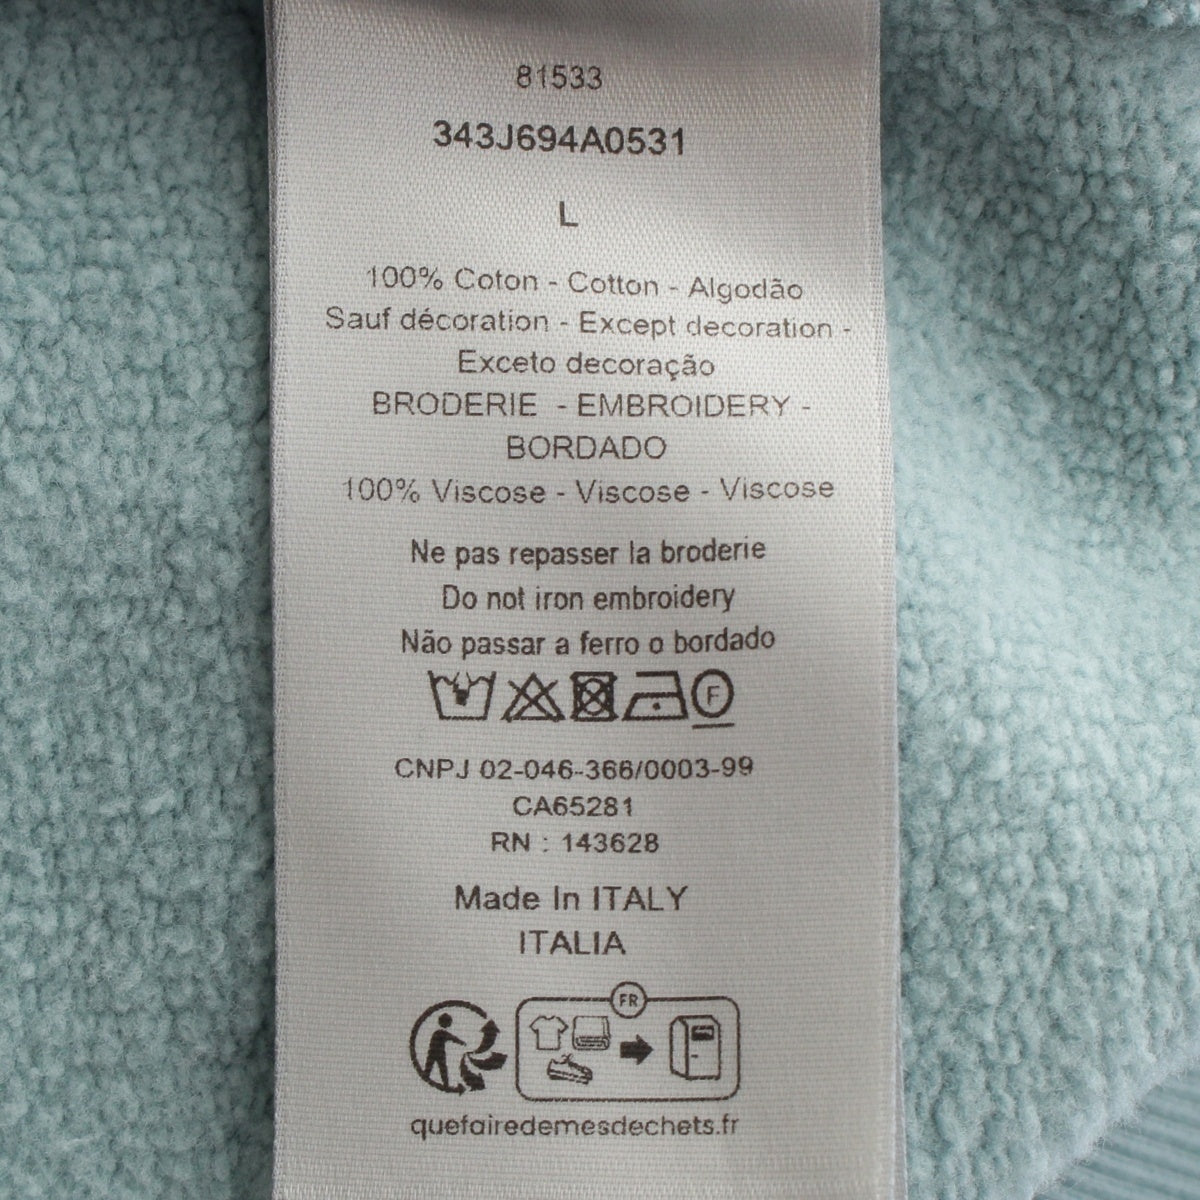 81533
343J694A0531
L
100% Coton - Cotton - Algodão
Sauf décoration - Except decoration -
Exceto decoração
BRODERIE - EMBROIDERY -
BORDADO
100% Viscose - Viscose - Viscose
Ne pas repasser la broderie
Do not iron embroidery
Não passar a ferro o bordado
F
CNPJ 02-046-366/0003-99
CA65281
RN : 143628
Made In ITALY
ITALIA
FR
quefairedemesdechets.fr